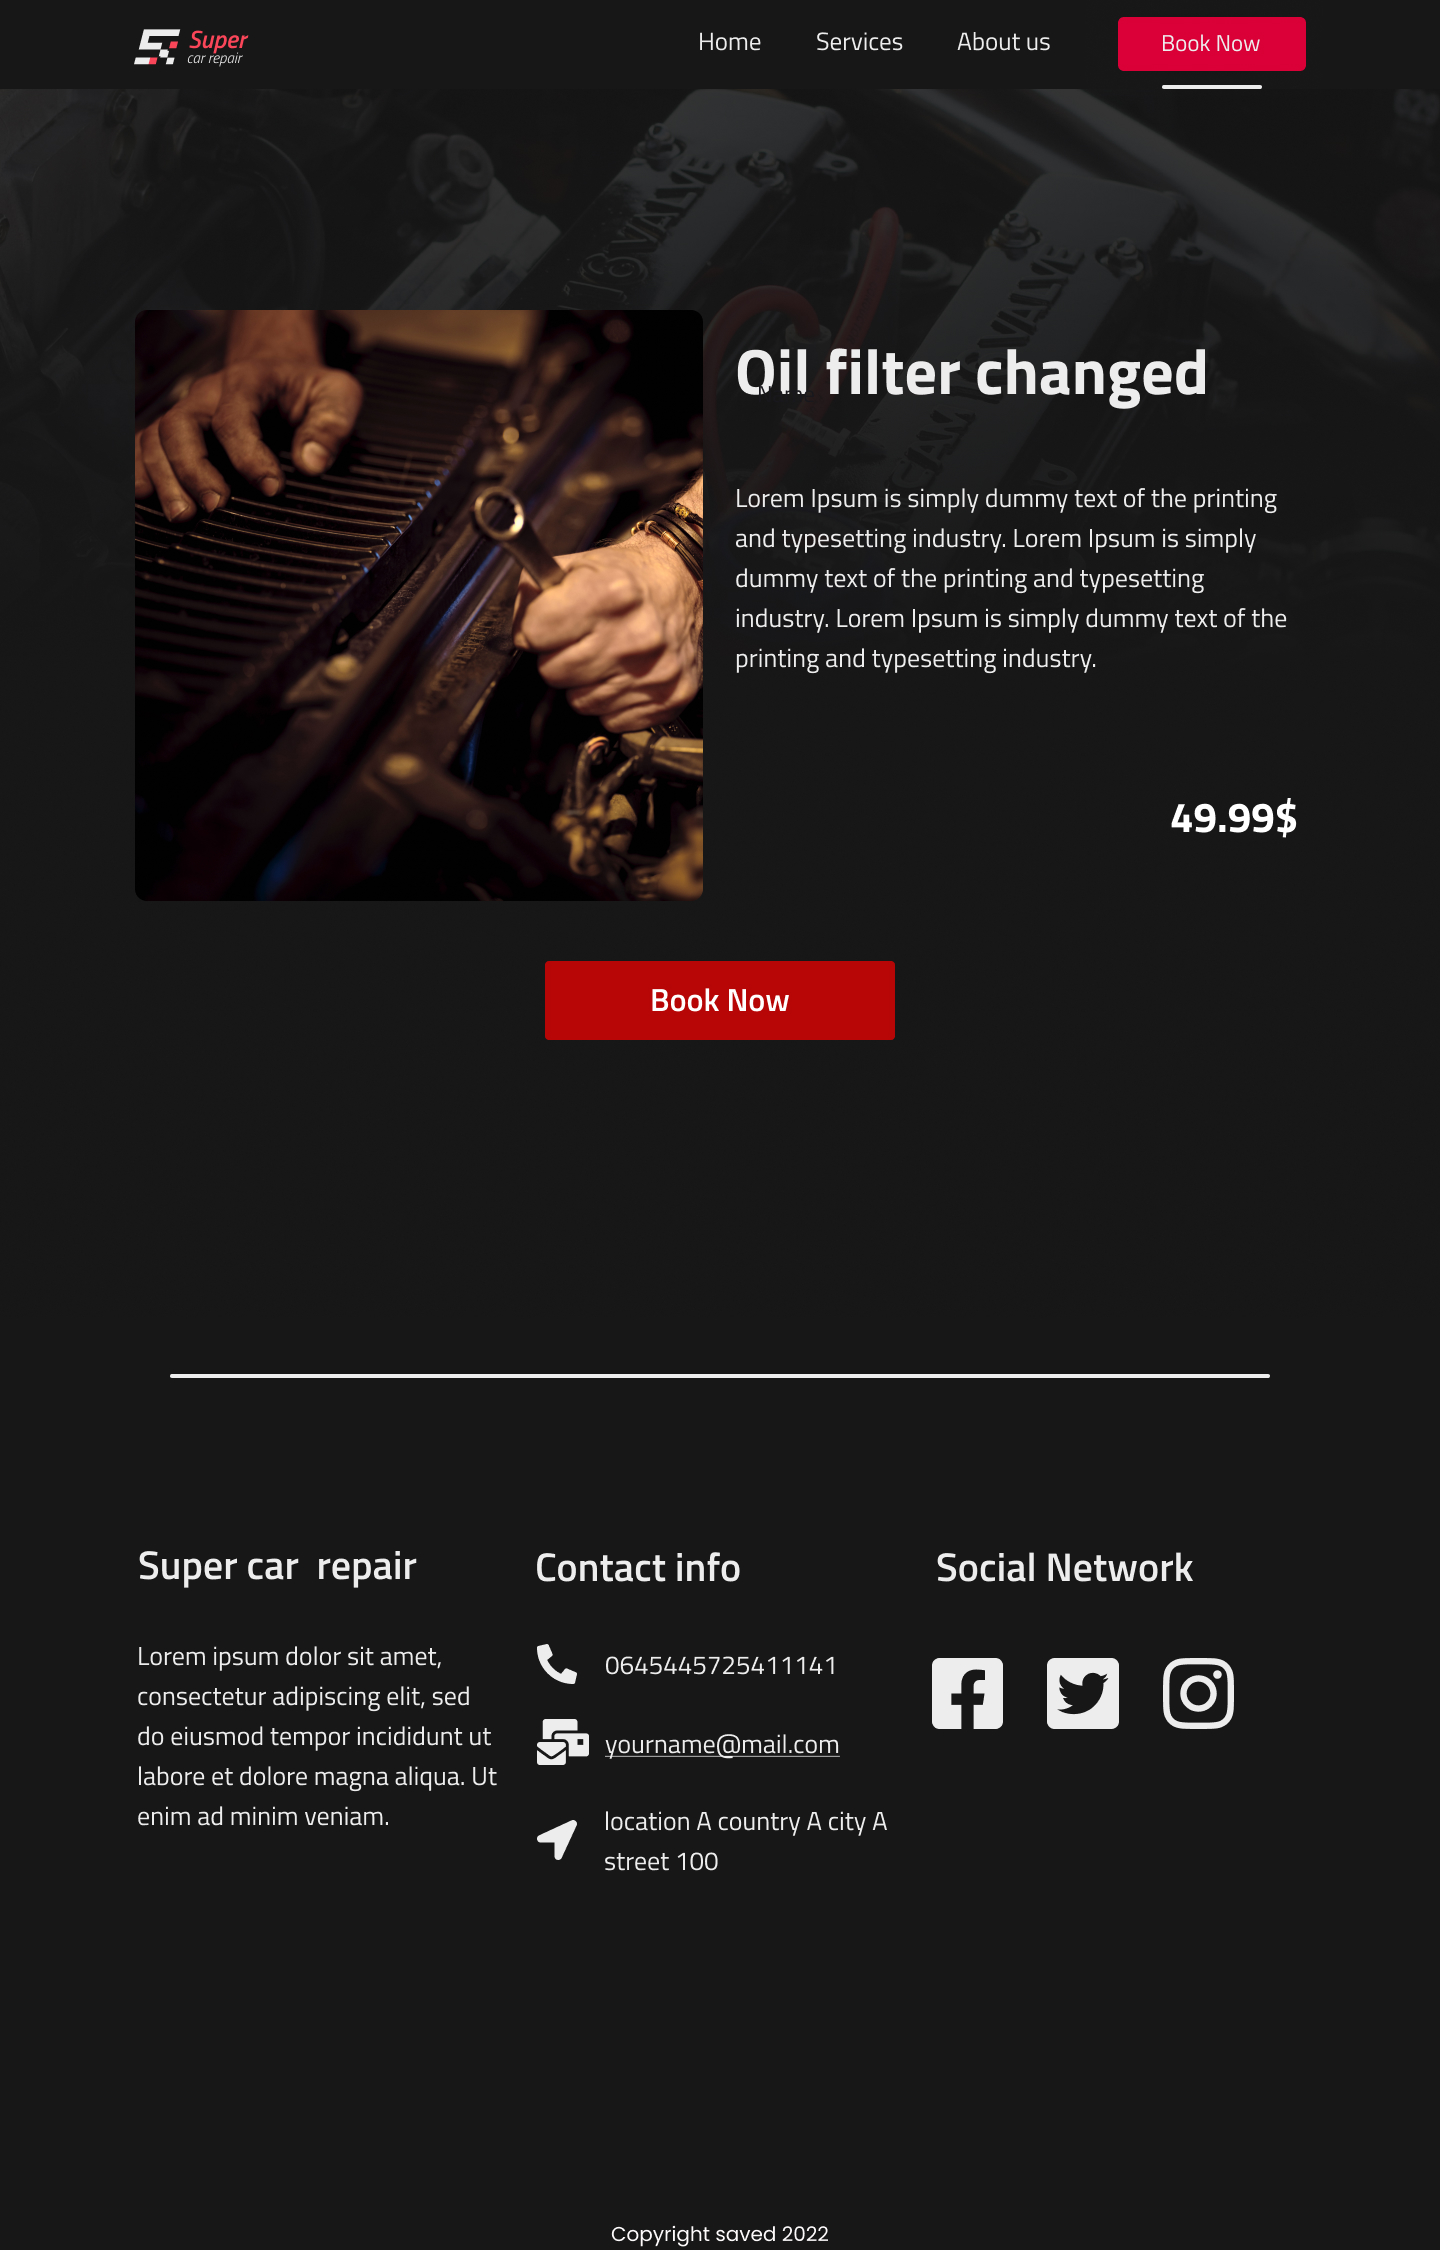 Super
car repair
Home
Services
About us
Book Now
18 VALVE
VALVE
Oil filter changed
Lorem Ipsum is simply dummy text of the printing
and typesetting industry. Lorem Ipsum is simply
dummy text of the printing and typesetting
industry. Lorem Ipsum is simply dummy text of the
printing and typesetting industry.
49.99$
Book Now
Super car  repair
Lorem ipsum dolor sit amet,
consectetur adipiscing elit, sed
do eiusmod tempor incididunt ut
labore et dolore magna aliqua. Ut
enim ad minim veniam.
Contact info
0645445725411141
yourname@mail.com
location A country A city A
street 100
Social Network
Copyright saved 2022